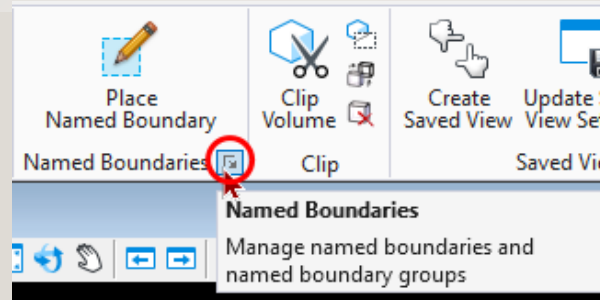 Place
Named Boundary
Clip
Volume
Create
Saved View
Update
View Se
Named Boundaries
Clip
Saved Vie
Named Boundaries
Manage named boundaries and
named boundary groups